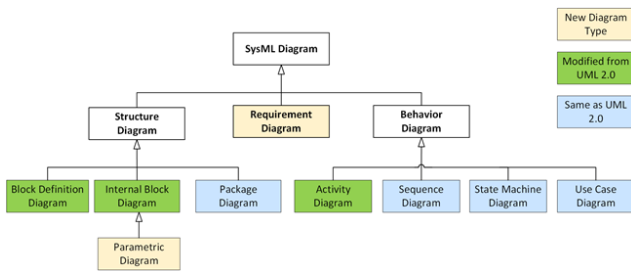 New Diagram
Type
SysML Diagram
Modified from
UML 2.0
Structure
Diagram
Requirement
Diagram
Behavior
Diagram
Same as UML
2.0
Block Definition
Diagram
Internal Block
Diagram
Package
Diagram
Activity
Diagram
Sequence
Diagram
State Machine
Diagram
Use Case
Diagram
Parametric
Diagram